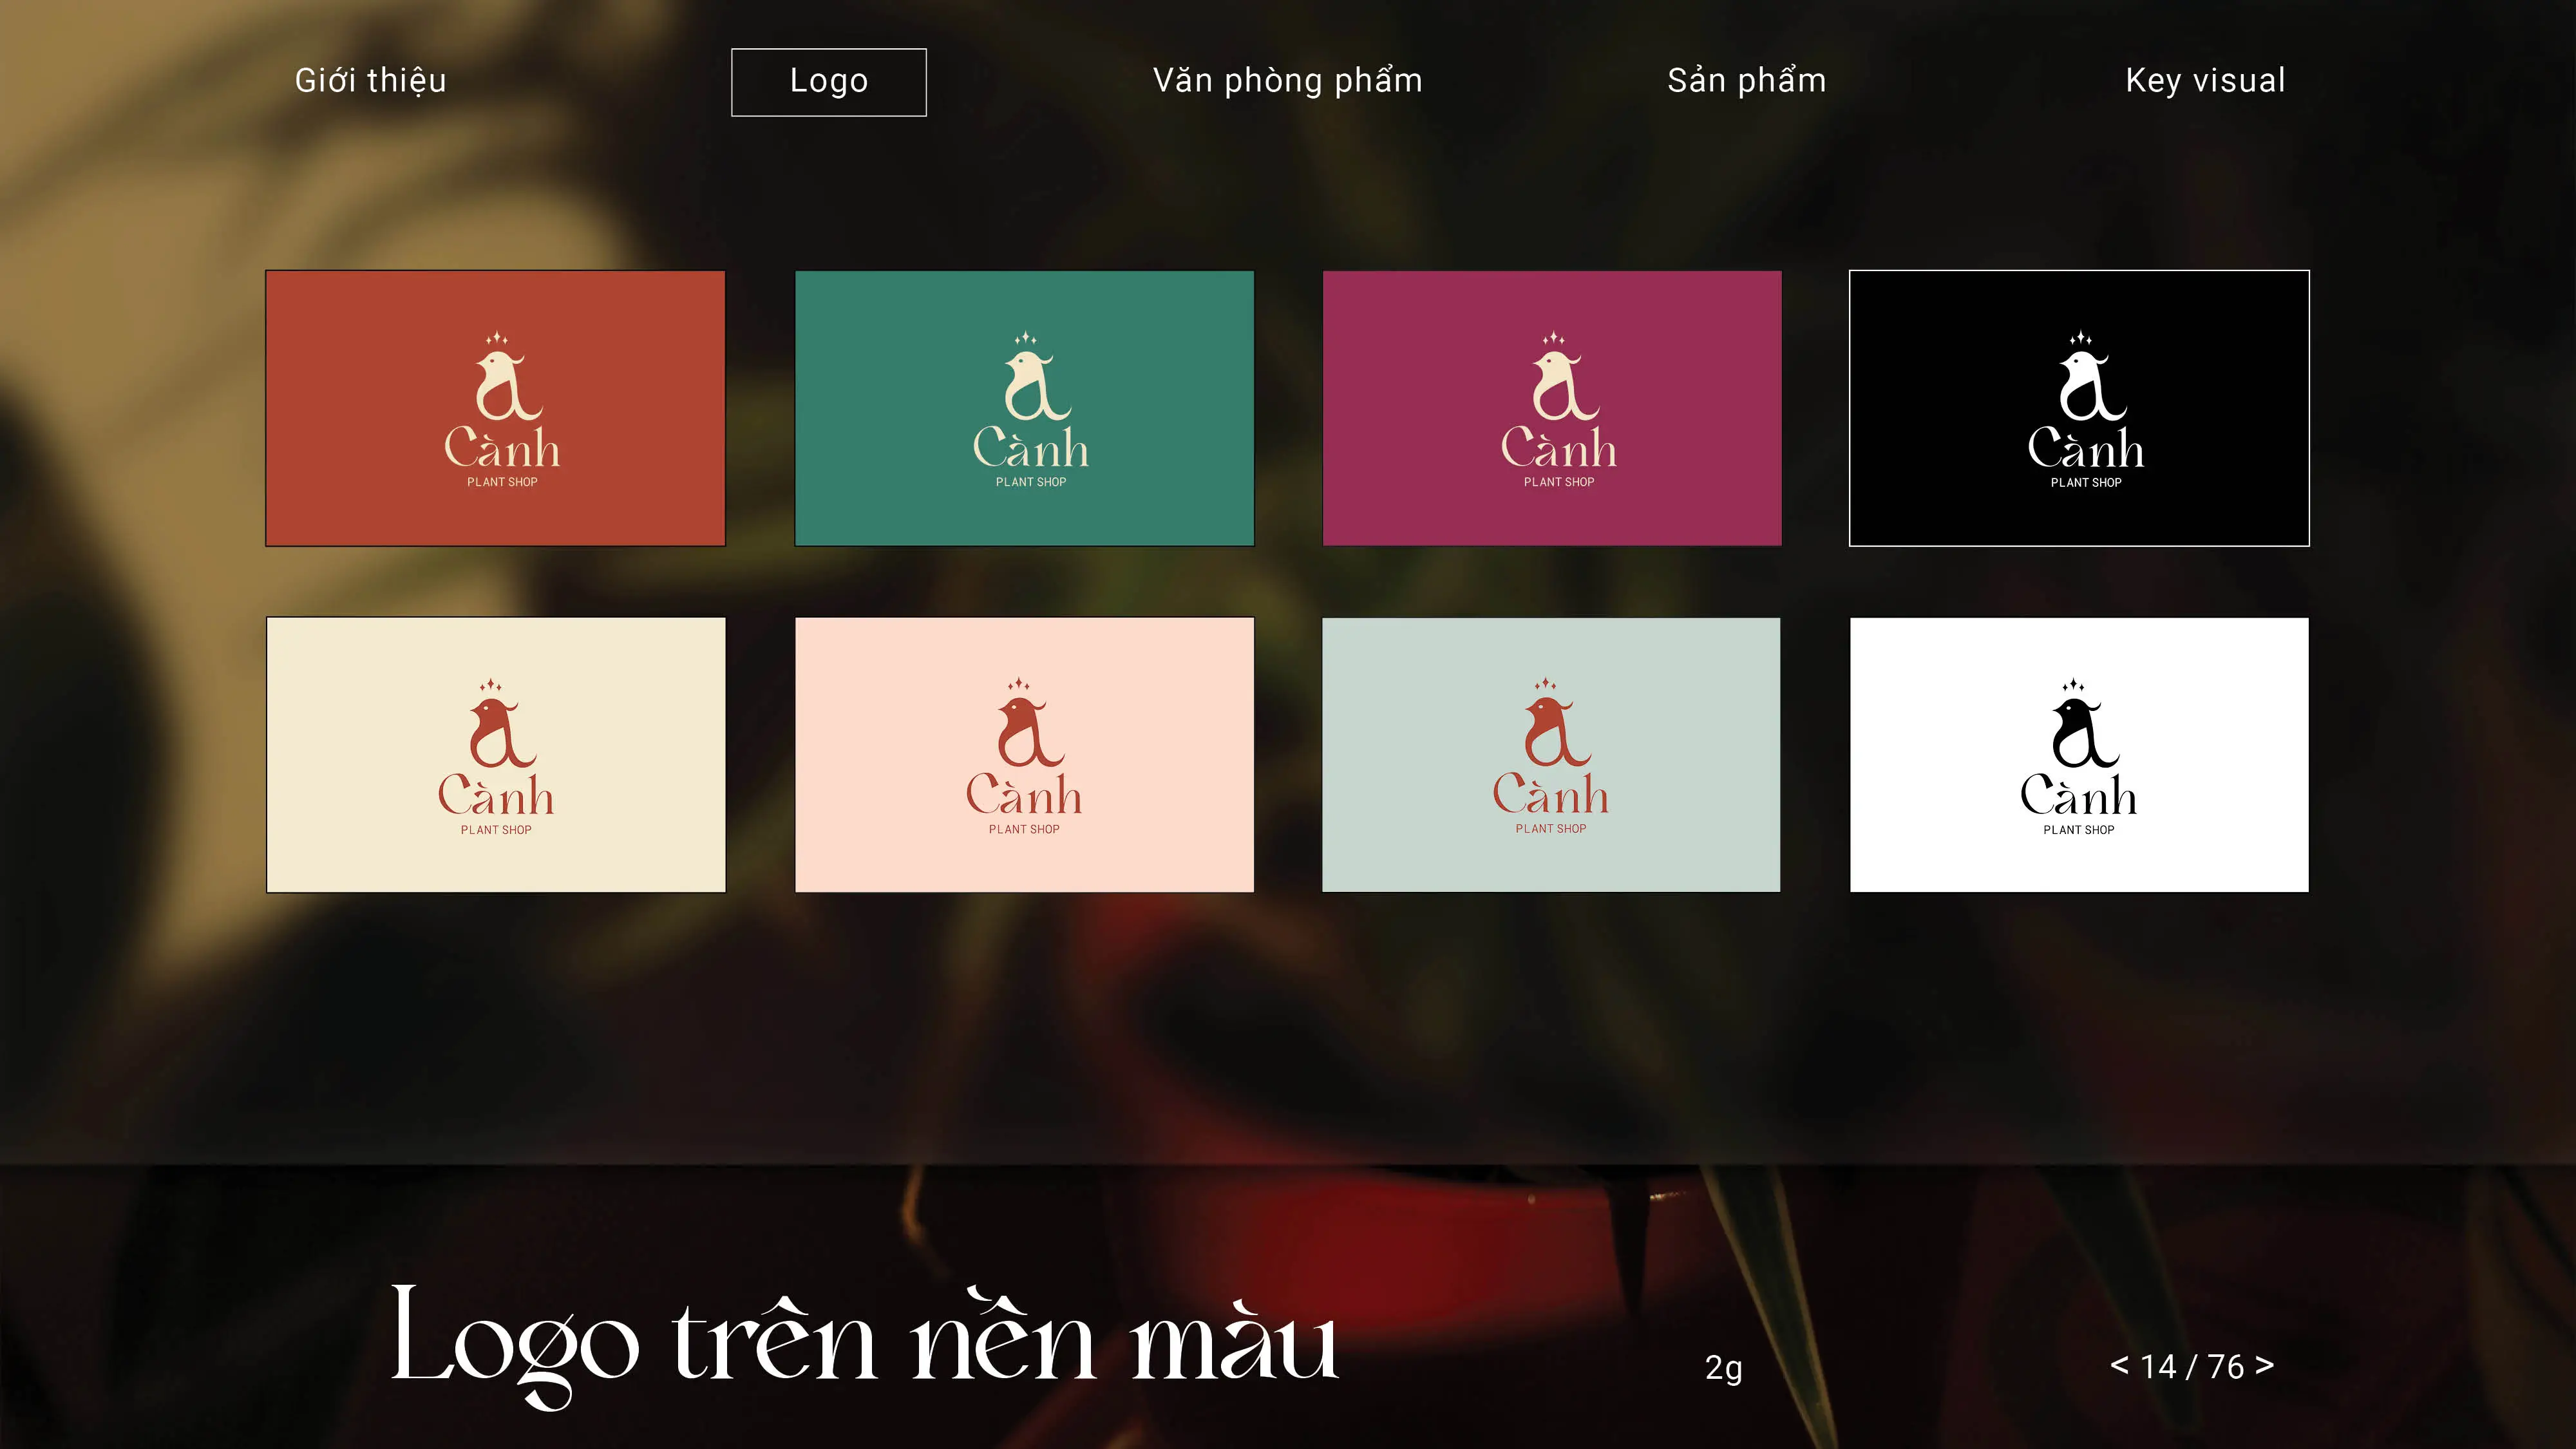 Giới thiệu
Logo
Văn phòng phẩm
Sản phẩm
Key visual
Cành
PLANT SHOP
Cành
PLANT SHOP
Cành
PLANT SHOP
Cành
PLANT SHOP
Cành
PLANT SHOP
Cành
PLANT SHOP
Cành
PLANT SHOP
Cành
PLANT SHOP
Logo trên nền màu
2g
< 14 / 76 >